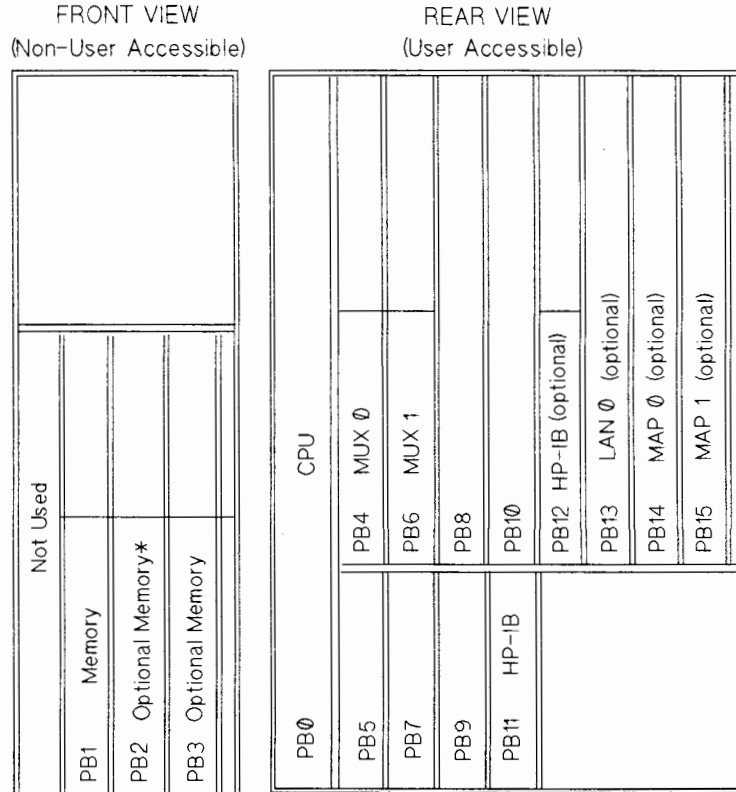 FRONT VIEW
(Non-User Accessible)
Not Used
PB1 Memory
PB2 Optional Memory*
PB3 Optional Memory
REAR VIEW
(User Accessible)
PB0 CPU
PB4 MUX 0
PB6 MUX 1
PB8
PB10
PB12 HP-IB (optional)
PB13 LAN 0 (optional)
PB14 MAP 0 (optional)
PB15 MAP 1 (optional)
PB5
PB7
PB9
PB11 HP-IB